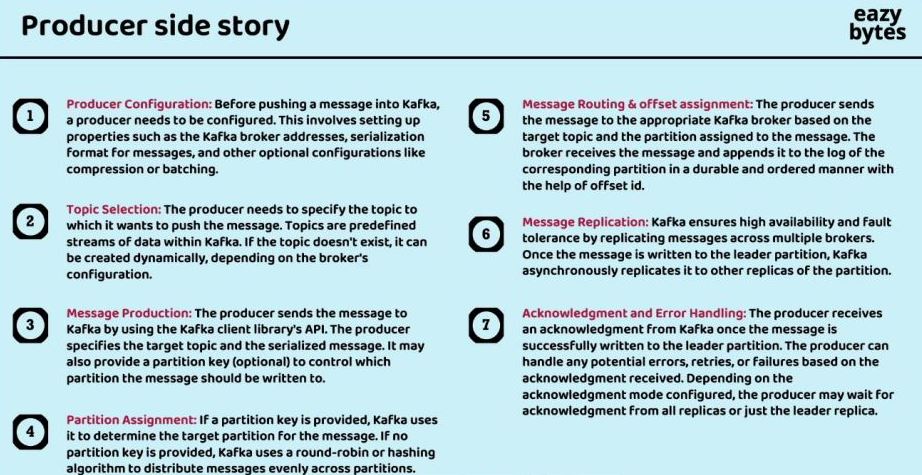 Producer side story
eazy
bytes
1
Producer Configuration: Before pushing a message into Kafka,
a producer needs to be configured. This involves setting up
properties such as the Kafka broker addresses, serialization
format for messages, and other optional configurations like
compression or batching.
2
Topic Selection: The producer needs to specify the topic to
which it wants to push the message. Topics are predefined
streams of data within Kafka. If the topic doesn't exist, it can
be created dynamically, depending on the broker's
configuration.
3
Message Production: The producer sends the message to
Kafka by using the Kafka client library's API. The producer
specifies the target topic and the serialized message. It may
also provide a partition key (optional) to control which
partition the message should be written to.
4
Partition Assignment: If a partition key is provided, Kafka uses
it to determine the target partition for the message. If no
partition key is provided, Kafka uses a round-robin or hashing
algorithm to distribute messages evenly across partitions.
5
Message Routing & offset assignment: The producer sends
the message to the appropriate Kafka broker based on the
target topic and the partition assigned to the message. The
broker receives the message and appends it to the log of the
corresponding partition in a durable and ordered manner with
the help of offset id.
6
Message Replication: Kafka ensures high availability and fault
tolerance by replicating messages across multiple brokers.
Once the message is written to the leader partition, Kafka
asynchronously replicates it to other replicas of the partition.
7
Acknowledgment and Error Handling: The producer receives
an acknowledgment from Kafka once the message is
successfully written to the leader partition. The producer can
handle any potential errors, retries, or failures based on the
acknowledgment received. Depending on the
acknowledgment mode configured, the producer may wait for
acknowledgment from all replicas or just the leader replica.